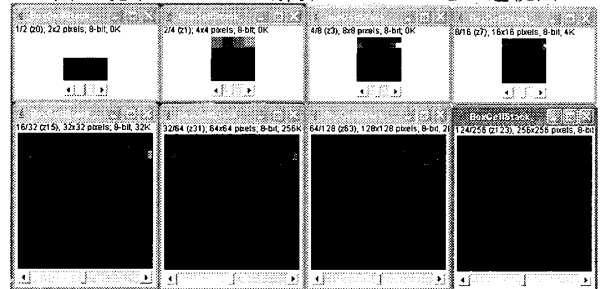 1/2 (z0); 2x2 pixels; 8-bit; 0K
2/4 (z1); 4x4 pixels; 8-bit; 0K
4/8 (z3); 8x8 pixels; 8-bit; 0K
8/16 (z7); 16x16 pixels; 8-bit; 4K
BoxCellStack
16/32 (z15), 32x32 pixels, 8-bit, 32K
32/64 (z31); 64x64 pixels; 8-bit; 256K
64/128 (z63), 128x128 pixels, 8-bit, 2
124/256 (z123), 256x256 pixels, 8-bit